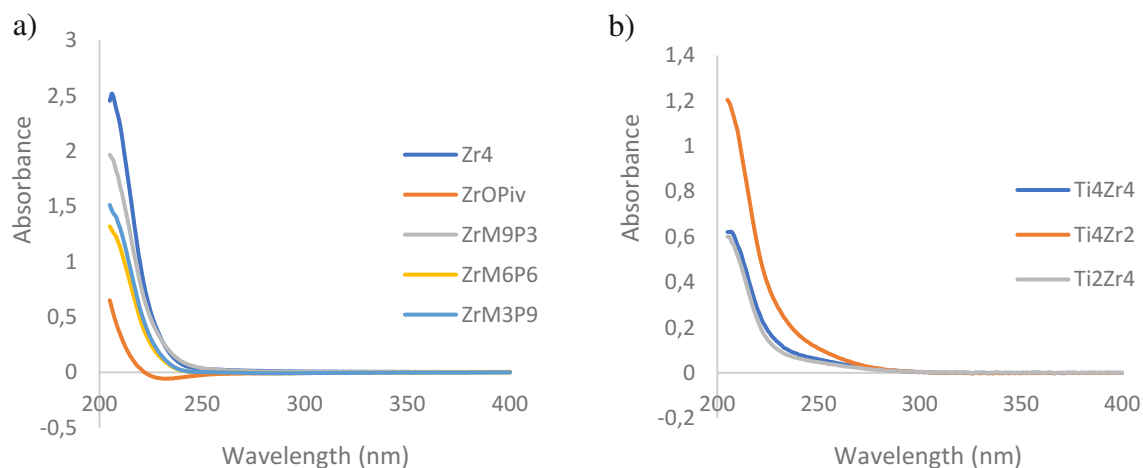 a)
3
2,5
2
1,5
1
0,5
0
-0,5
200
250
300
350
400
Absorbance
Wavelength (nm)
Zr4
ZrOPiv
ZrM9P3
ZrM6P6
ZrM3P9
b)
1,4
1,2
1
0,8
0,6
0,4
0,2
0
-0,2
200
250
300
350
400
Absorbance
Wavelength (nm)
Ti4Zr4
Ti4Zr2
Ti2Zr4